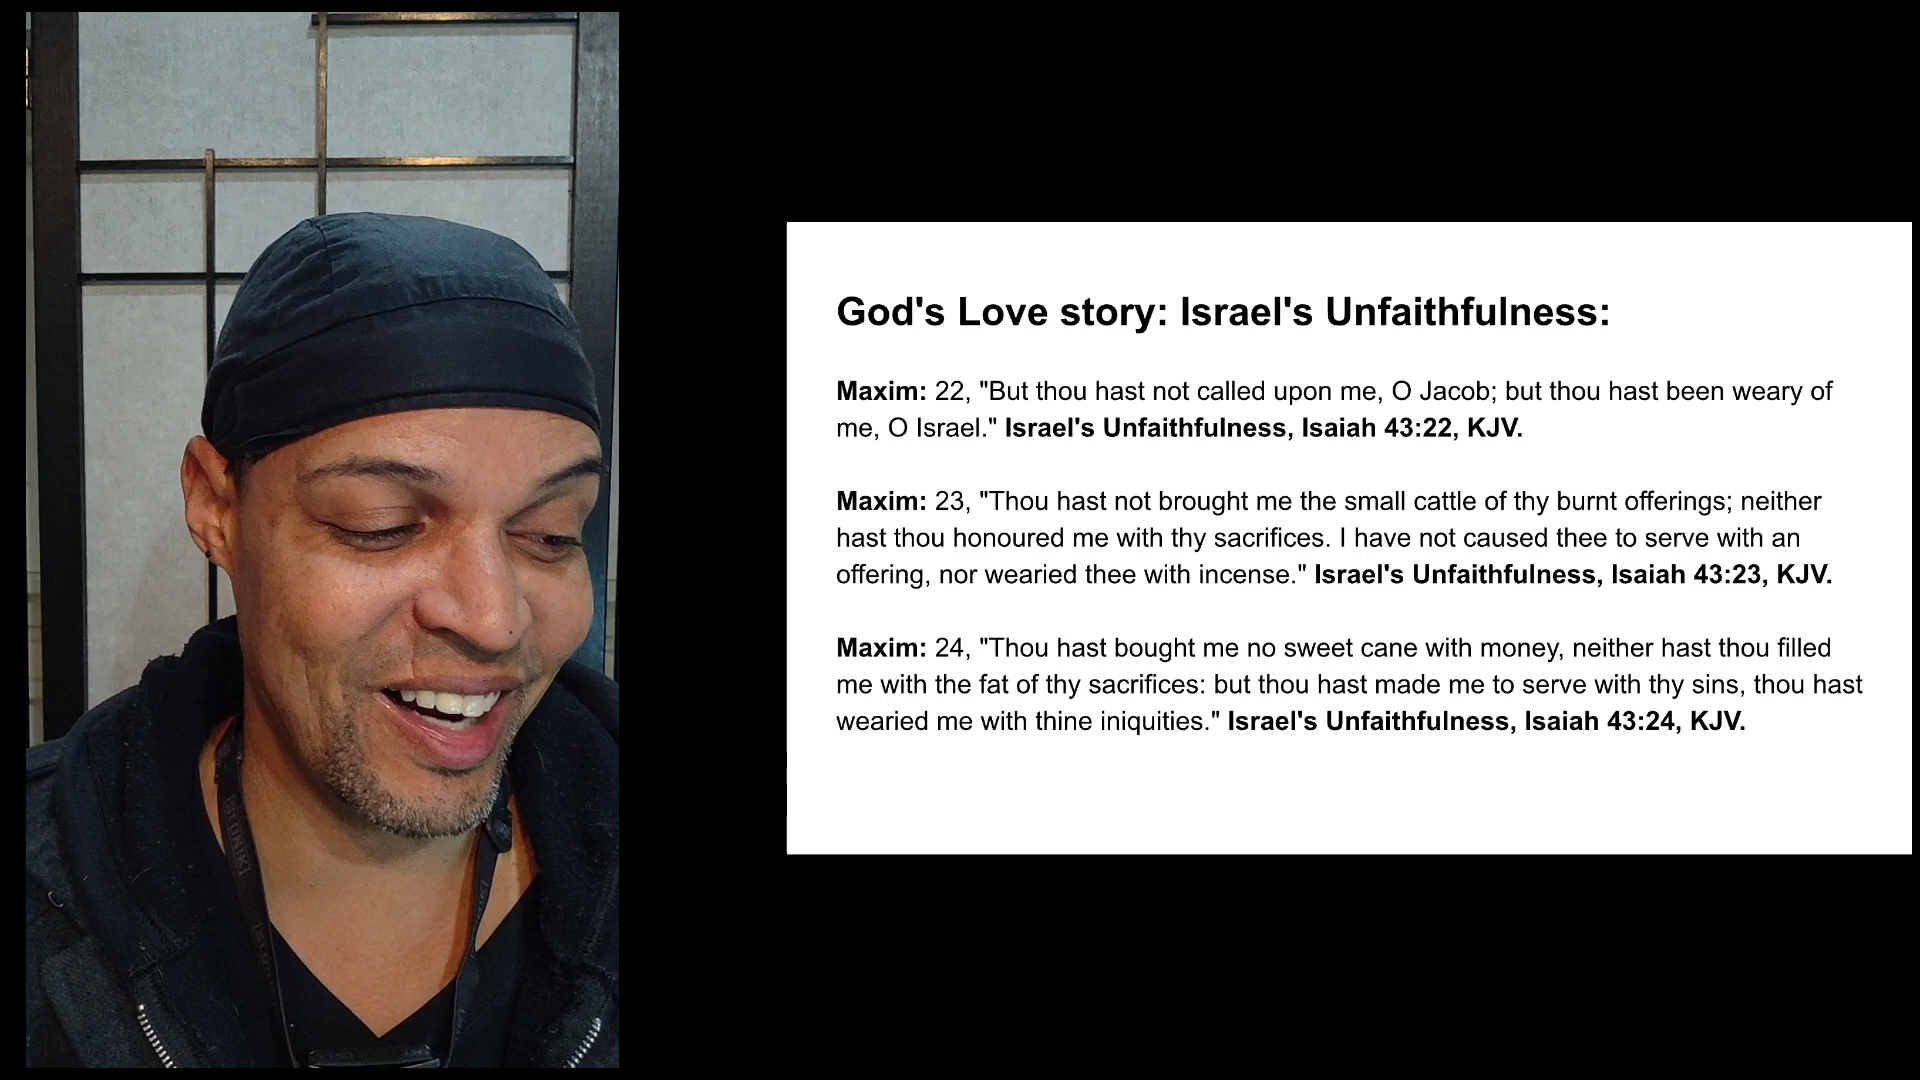 God's Love story: Israel's Unfaithfulness:
Maxim: 22, "But thou hast not called upon me, O Jacob; but thou hast been weary of
me, O Israel." Israel's Unfaithfulness, Isaiah 43:22, KJV.
Maxim: 23, "Thou hast not brought me the small cattle of thy burnt offerings; neither
hast thou honoured me with thy sacrifices. I have not caused thee to serve with an
offering, nor wearied thee with incense." Israel's Unfaithfulness, Isaiah 43:23, KJV.
Maxim: 24, "Thou hast bought me no sweet cane with money, neither hast thou filled
me with the fat of thy sacrifices: but thou hast made me to serve with thy sins, thou hast
wearied me with thine iniquities." Israel's Unfaithfulness, Isaiah 43:24, KJV.